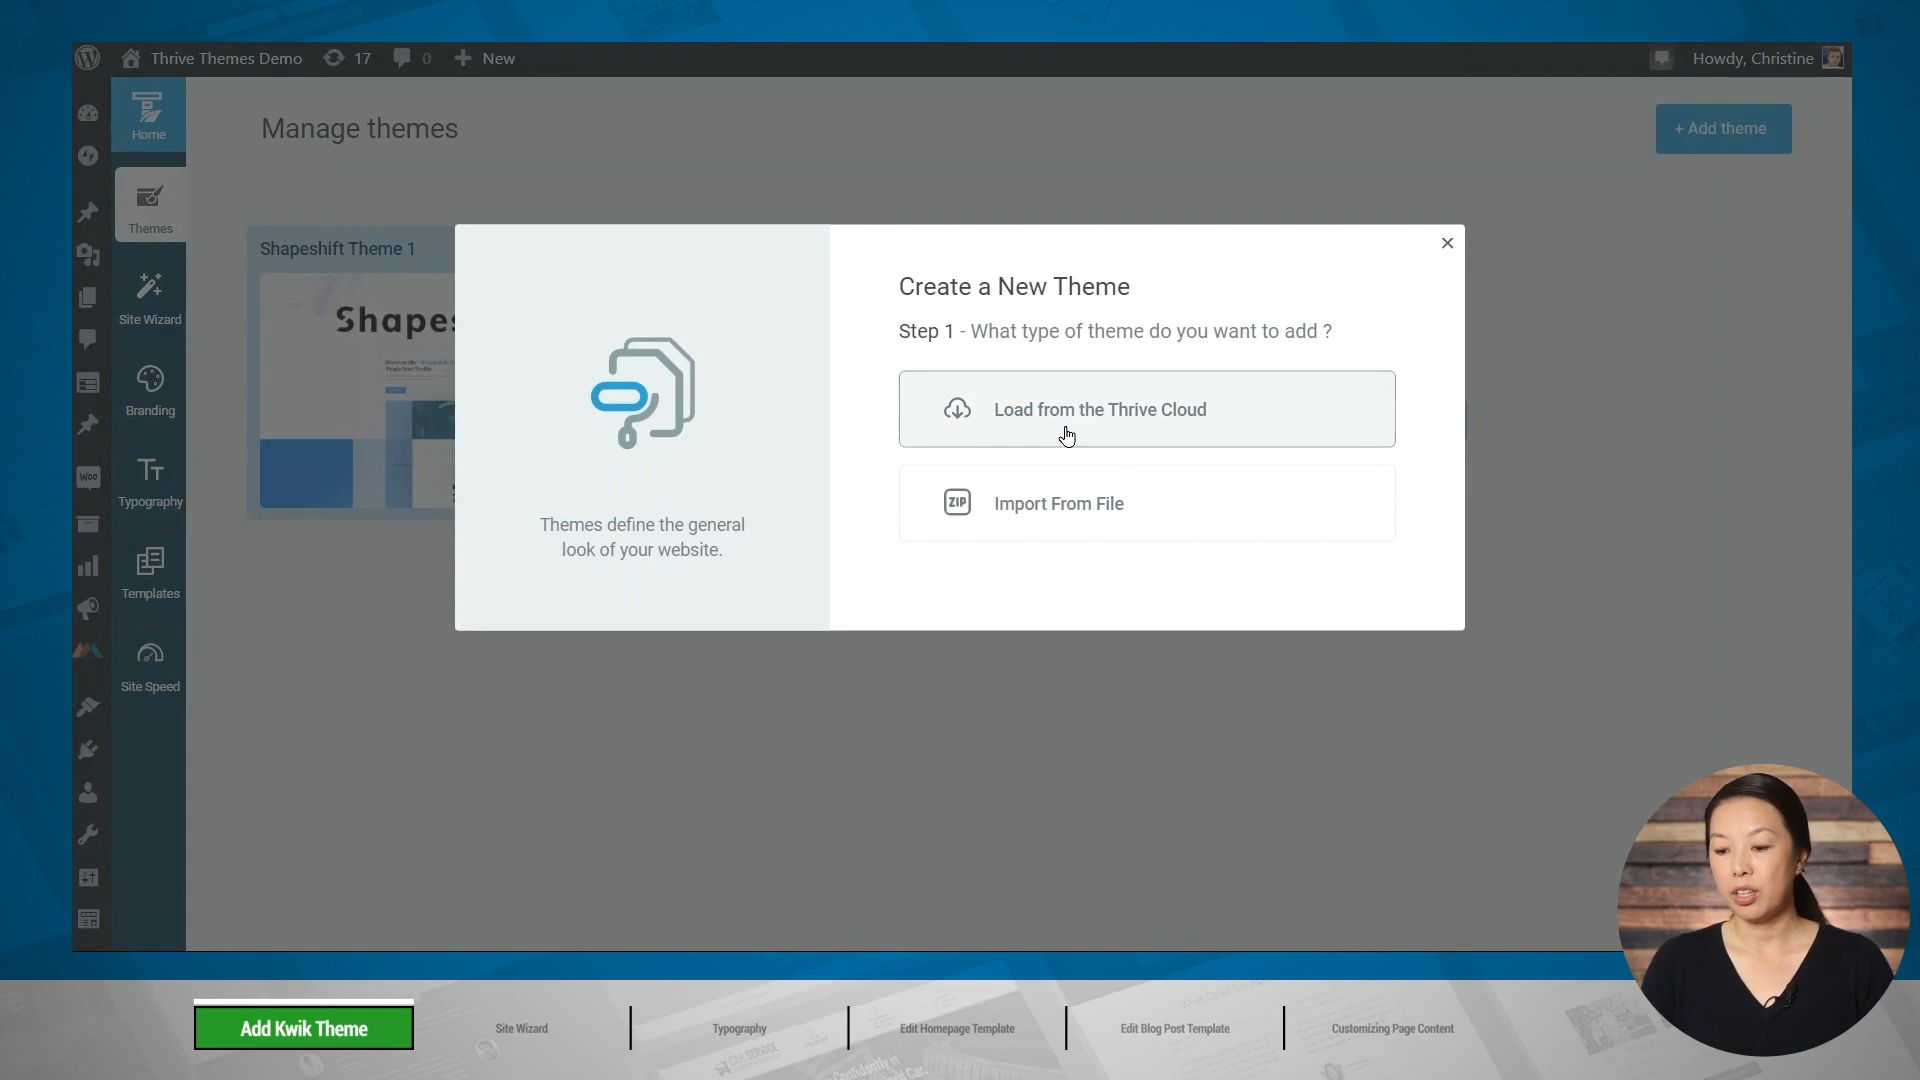 Thrive Themes Demo 17 0 New
Howdy, Christine
Home
Themes
Site Wizard
Branding
Woo
Typography
Templates
Site Speed
Manage themes
+ Add theme
Shapeshift Theme 1
Shapes
Themes define the general
look of your website.
Create a New Theme
Step 1 - What type of theme do you want to add ?
Load from the Thrive Cloud
ZIP
Import From File
Add Kwik Theme
Site Wizard
Typography
Edit Homepage Template
Edit Blog Post Template
Customizing Page Content